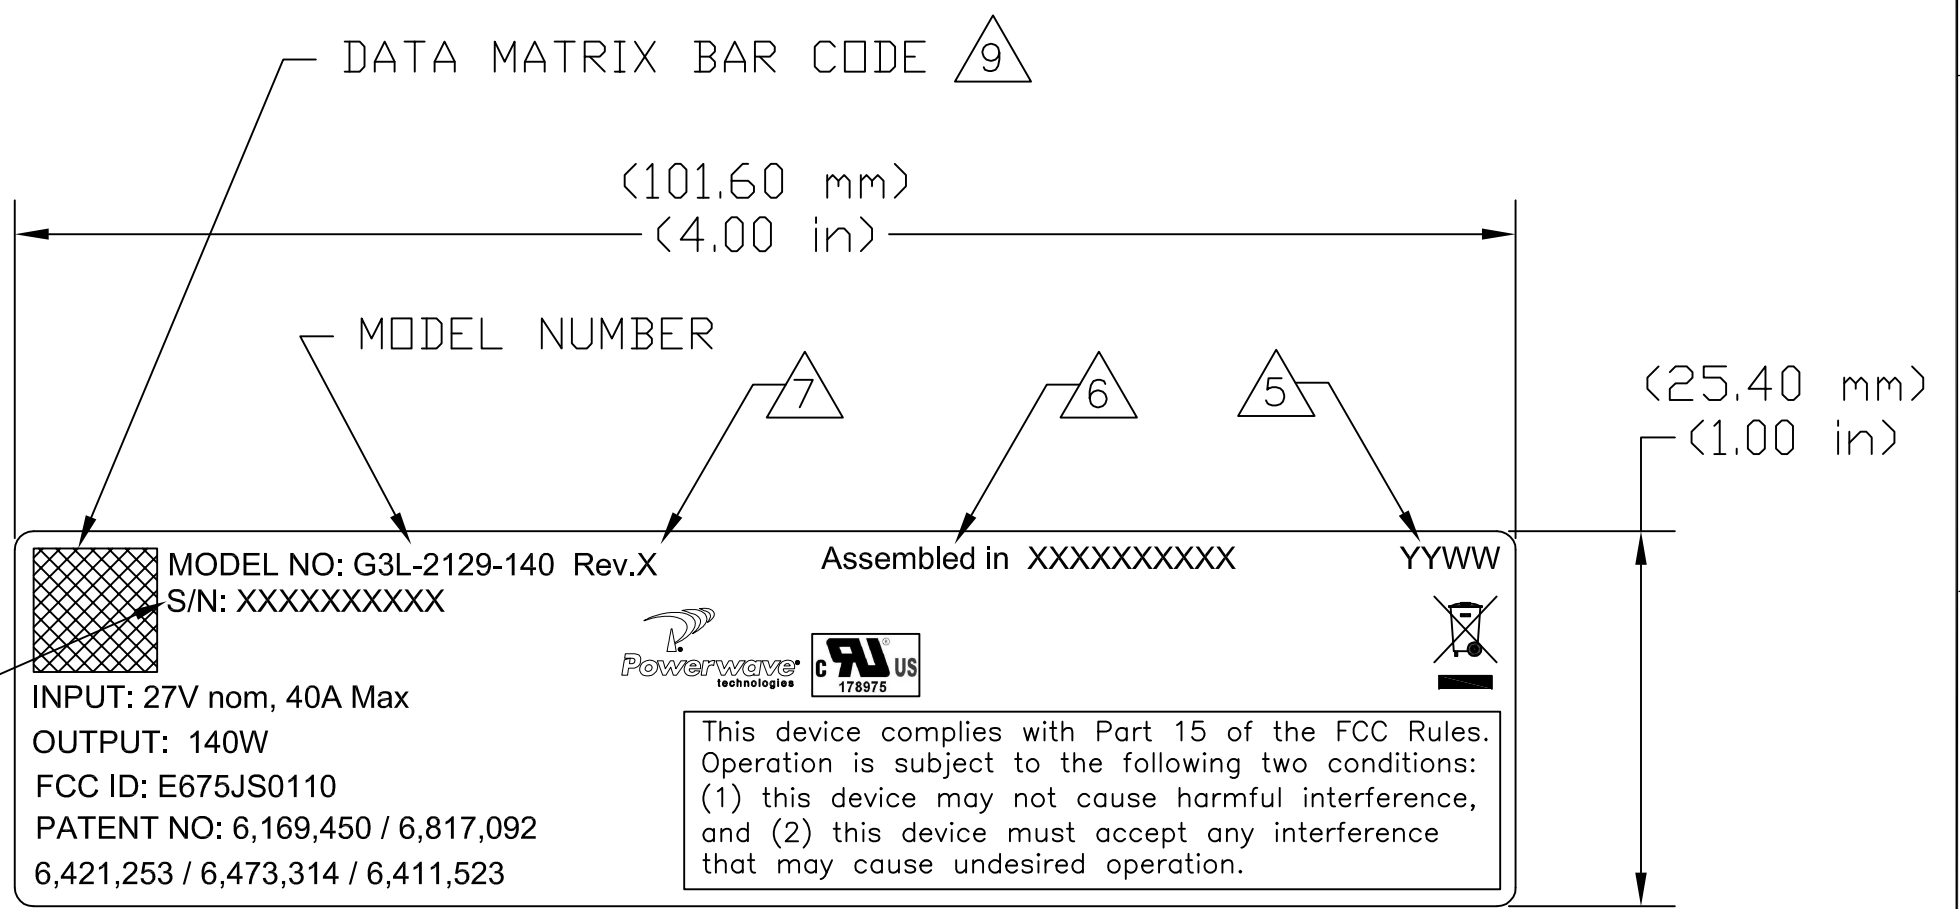 DATA MATRIX BAR CODE 9
(101.60 mm)
(4.00 in)
MODEL NUMBER
7
6
5
(25.40 mm)
(1.00 in)
MODEL NO: G3L-2129-140 Rev.X
Assembled in XXXXXXXXXX
YYWW
S/N: XXXXXXXXXX
Powerwave
technologies
C RU ® US
178975
INPUT: 27V nom, 40A Max
OUTPUT: 140W
FCC ID: E675JS0110
PATENT NO: 6,169,450 / 6,817,092
6,421,253 / 6,473,314 / 6,411,523
This device complies with Part 15 of the FCC Rules.
Operation is subject to the following two conditions:
(1) this device may not cause harmful interference,
and (2) this device must accept any interference
that may cause undesired operation.